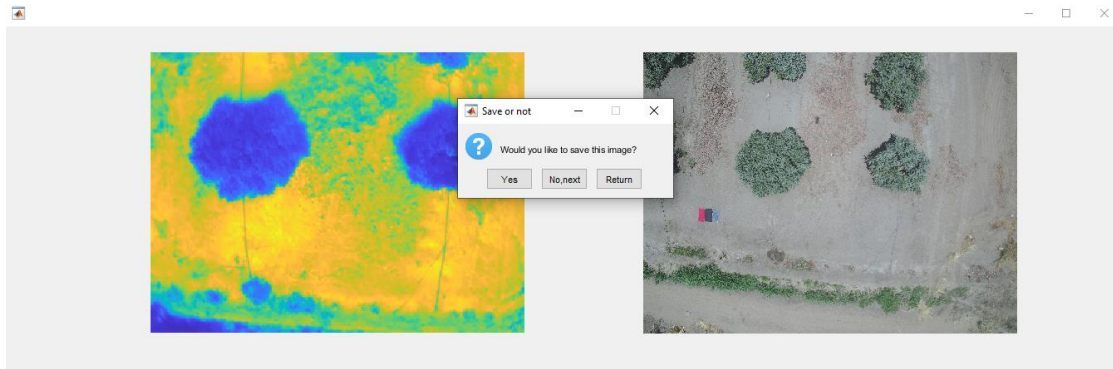 Save or not
Would you like to save this image?
Yes
No,next
Return